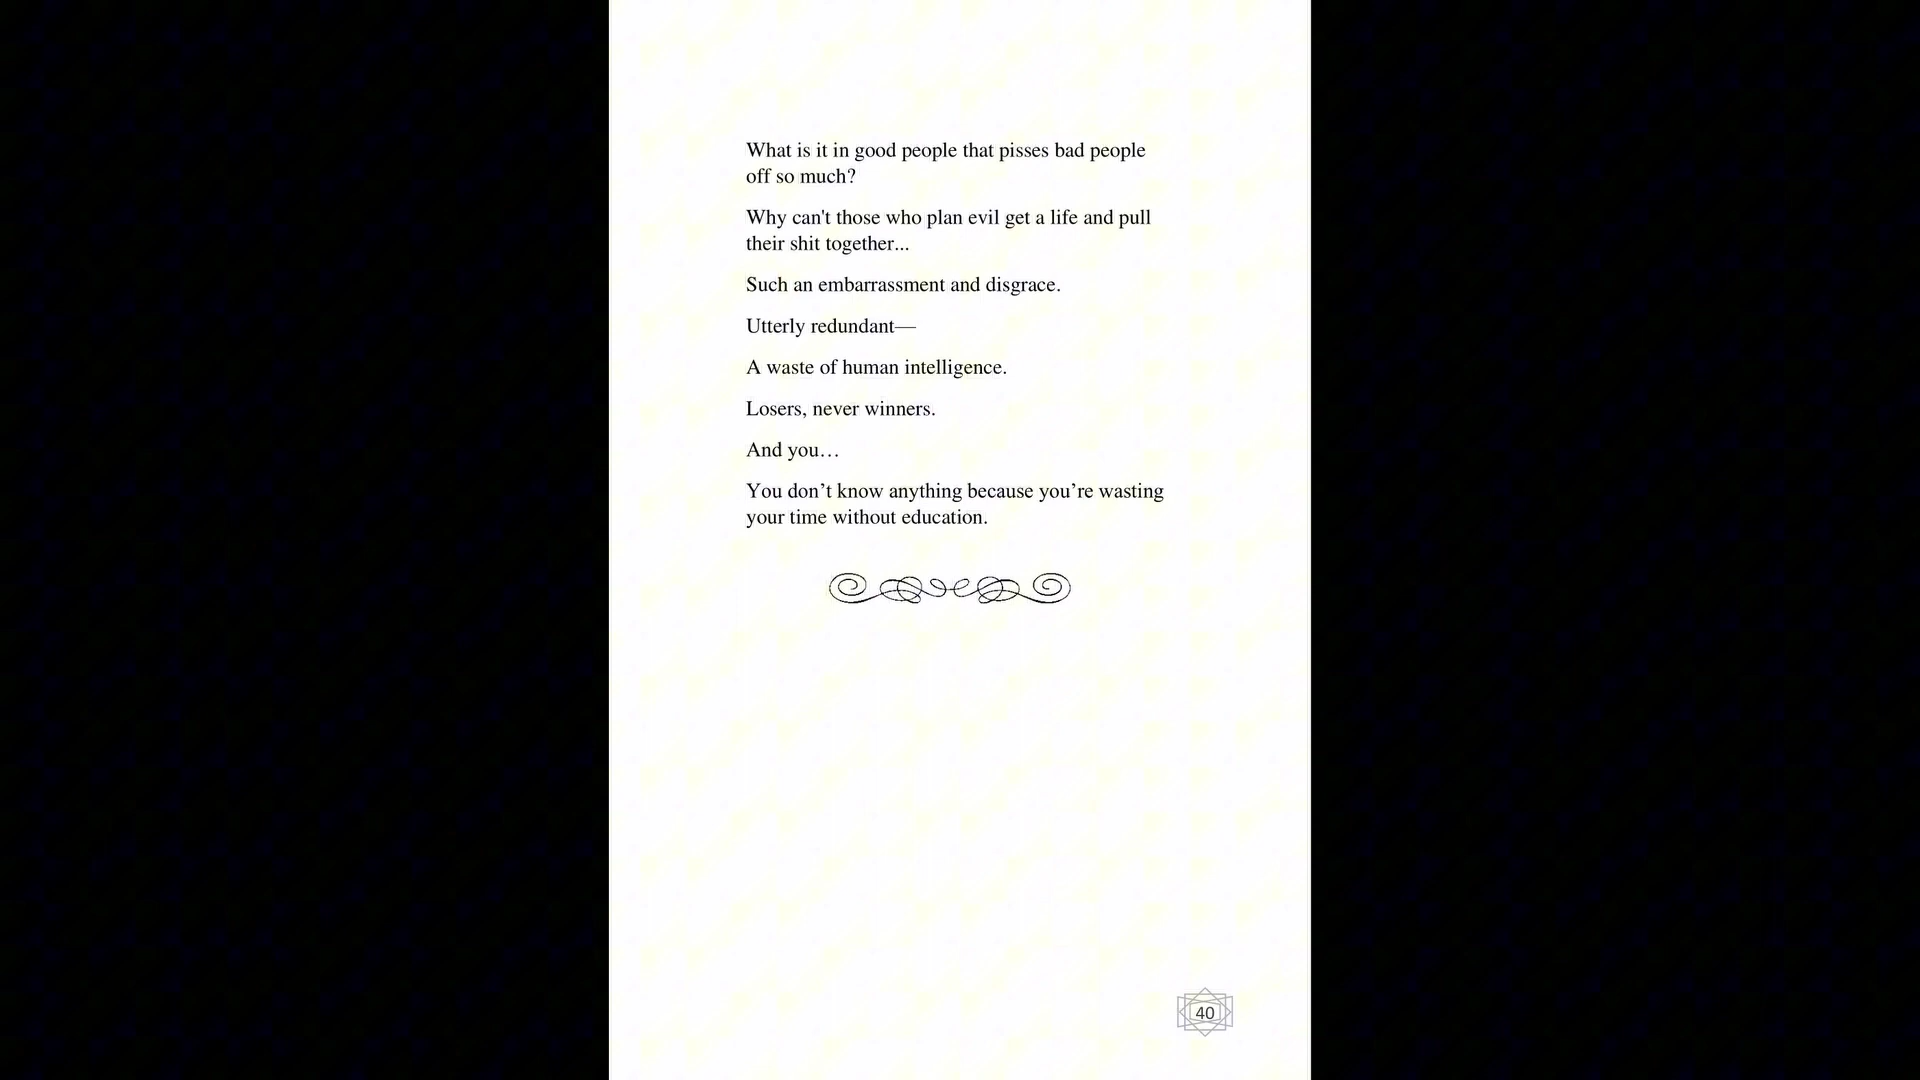 What is it in good people that pisses bad people
off so much?
Why can't those who plan evil get a life and pull
their shit together...
Such an embarrassment and disgrace.
Utterly redundant—
A waste of human intelligence.
Losers, never winners.
And you…
You don’t know anything because you’re wasting
your time without education.
40